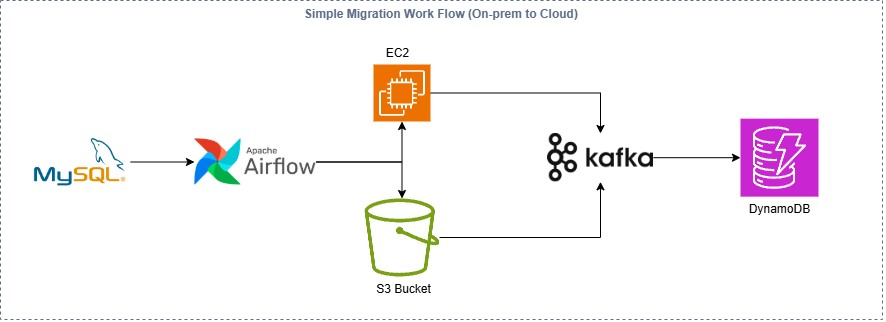 Simple Migration Work Flow (On-prem to Cloud)
EC2
MySQL
APACHE
Airflow
kafka
S3 Bucket
DynamoDB